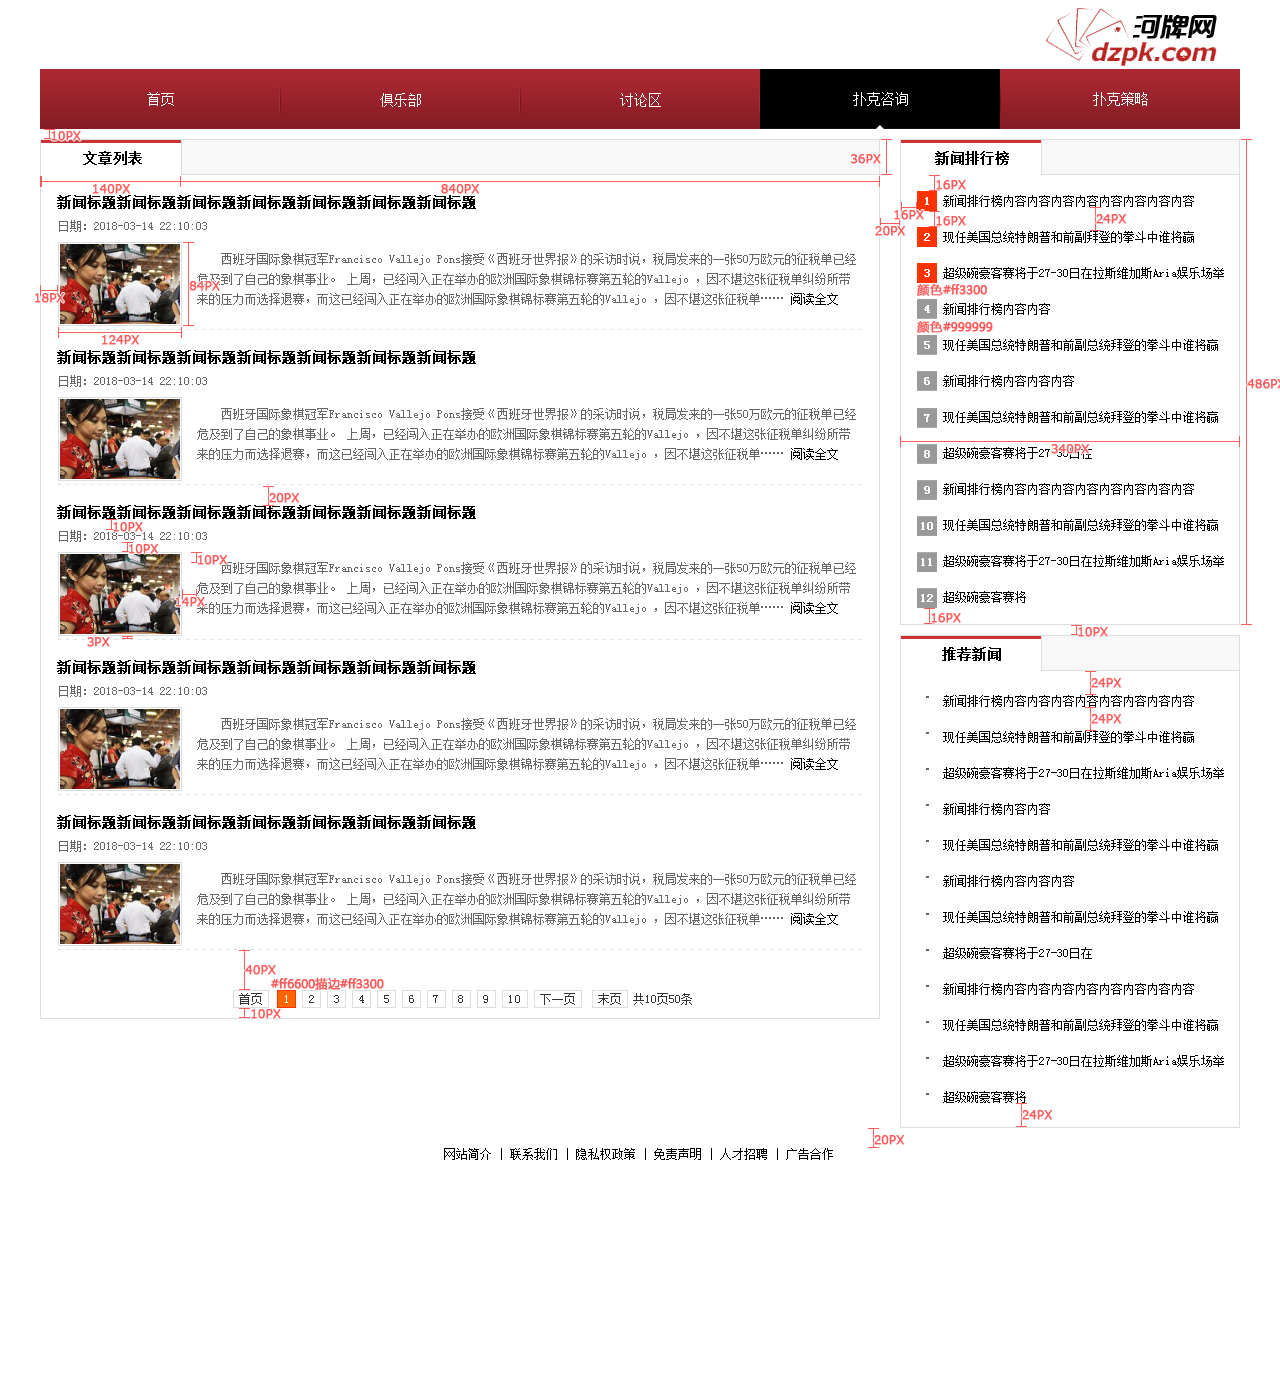 河牌网
dzpk.com
首页 俱乐部 讨论区 扑克咨询 扑克策略
10PX
文章列表
36PX
140PX 840PX
新闻标题新闻标题新闻标题新闻标题新闻标题新闻标题新闻标题
日期：2018-03-14 22:10:03
西班牙国际象棋冠军Francisco Vallejo Pons接受《西班牙世界报》的采访时说，税局发来的一张50万欧元的征税单已经
危及到了自己的象棋事业。 上周，已经闯入正在举办的欧洲国际象棋锦标赛第五轮的Vallejo ，因不堪这张征税单纠纷所带
来的压力而选择退赛，而这已经闯入正在举办的欧洲国际象棋锦标赛第五轮的Vallejo ，因不堪这张征税单…… 阅读全文
18PX
84PX
124PX
新闻标题新闻标题新闻标题新闻标题新闻标题新闻标题新闻标题
日期：2018-03-14 22:10:03
西班牙国际象棋冠军Francisco Vallejo Pons接受《西班牙世界报》的采访时说，税局发来的一张50万欧元的征税单已经
危及到了自己的象棋事业。 上周，已经闯入正在举办的欧洲国际象棋锦标赛第五轮的Vallejo ，因不堪这张征税单纠纷所带
来的压力而选择退赛，而这已经闯入正在举办的欧洲国际象棋锦标赛第五轮的Vallejo ，因不堪这张征税单…… 阅读全文
20PX
新闻标题新闻标题新闻标题新闻标题新闻标题新闻标题新闻标题
10PX
日期：2018-03-14 22:10:03
10PX
10PX
西班牙国际象棋冠军Francisco Vallejo Pons接受《西班牙世界报》的采访时说，税局发来的一张50万欧元的征税单已经
危及到了自己的象棋事业。 上周，已经闯入正在举办的欧洲国际象棋锦标赛第五轮的Vallejo ，因不堪这张征税单纠纷所带
来的压力而选择退赛，而这已经闯入正在举办的欧洲国际象棋锦标赛第五轮的Vallejo ，因不堪这张征税单…… 阅读全文
14PX
3PX
新闻标题新闻标题新闻标题新闻标题新闻标题新闻标题新闻标题
日期：2018-03-14 22:10:03
西班牙国际象棋冠军Francisco Vallejo Pons接受《西班牙世界报》的采访时说，税局发来的一张50万欧元的征税单已经
危及到了自己的象棋事业。 上周，已经闯入正在举办的欧洲国际象棋锦标赛第五轮的Vallejo ，因不堪这张征税单纠纷所带
来的压力而选择退赛，而这已经闯入正在举办的欧洲国际象棋锦标赛第五轮的Vallejo ，因不堪这张征税单…… 阅读全文
新闻标题新闻标题新闻标题新闻标题新闻标题新闻标题新闻标题
日期：2018-03-14 22:10:03
西班牙国际象棋冠军Francisco Vallejo Pons接受《西班牙世界报》的采访时说，税局发来的一张50万欧元的征税单已经
危及到了自己的象棋事业。 上周，已经闯入正在举办的欧洲国际象棋锦标赛第五轮的Vallejo ，因不堪这张征税单纠纷所带
来的压力而选择退赛，而这已经闯入正在举办的欧洲国际象棋锦标赛第五轮的Vallejo ，因不堪这张征税单…… 阅读全文
40PX
#ff6600描边#ff3300
首页 1 2 3 4 5 6 7 8 9 10 下一页 末页 共10页50条
10PX
新闻排行榜
16PX
1 新闻排行榜内容内容内容内容内容内容内容内容
16PX
16PX
24PX
20PX
2 现任美国总统特朗普和前副拜登的拳斗中谁将赢
3 超级碗豪客赛将于27-30日在拉斯维加斯Aria娱乐场举
颜色#ff3300
4 新闻排行榜内容内容
颜色#999999
5 现任美国总统特朗普和前副总统拜登的拳斗中谁将赢
6 新闻排行榜内容内容内容
486PX
7 现任美国总统特朗普和前副总统拜登的拳斗中谁将赢
340PX
8 超级碗豪客赛将于27-30日在
9 新闻排行榜内容内容内容内容内容内容内容内容
10 现任美国总统特朗普和前副总统拜登的拳斗中谁将赢
11 超级碗豪客赛将于27-30日在拉斯维加斯Aria娱乐场举
12 超级碗豪客赛将
16PX
10PX
推荐新闻
24PX
- 新闻排行榜内容内容内容内容内容内容内容内容
24PX
- 现任美国总统特朗普和前副拜登的拳斗中谁将赢
- 超级碗豪客赛将于27-30日在拉斯维加斯Aria娱乐场举
- 新闻排行榜内容内容
- 现任美国总统特朗普和前副总统拜登的拳斗中谁将赢
- 新闻排行榜内容内容内容
- 现任美国总统特朗普和前副总统拜登的拳斗中谁将赢
- 超级碗豪客赛将于27-30日在
- 新闻排行榜内容内容内容内容内容内容内容内容
- 现任美国总统特朗普和前副总统拜登的拳斗中谁将赢
- 超级碗豪客赛将于27-30日在拉斯维加斯Aria娱乐场举
- 超级碗豪客赛将
24PX
20PX
网站简介 | 联系我们 | 隐私权政策 | 免责声明 | 人才招聘 | 广告合作